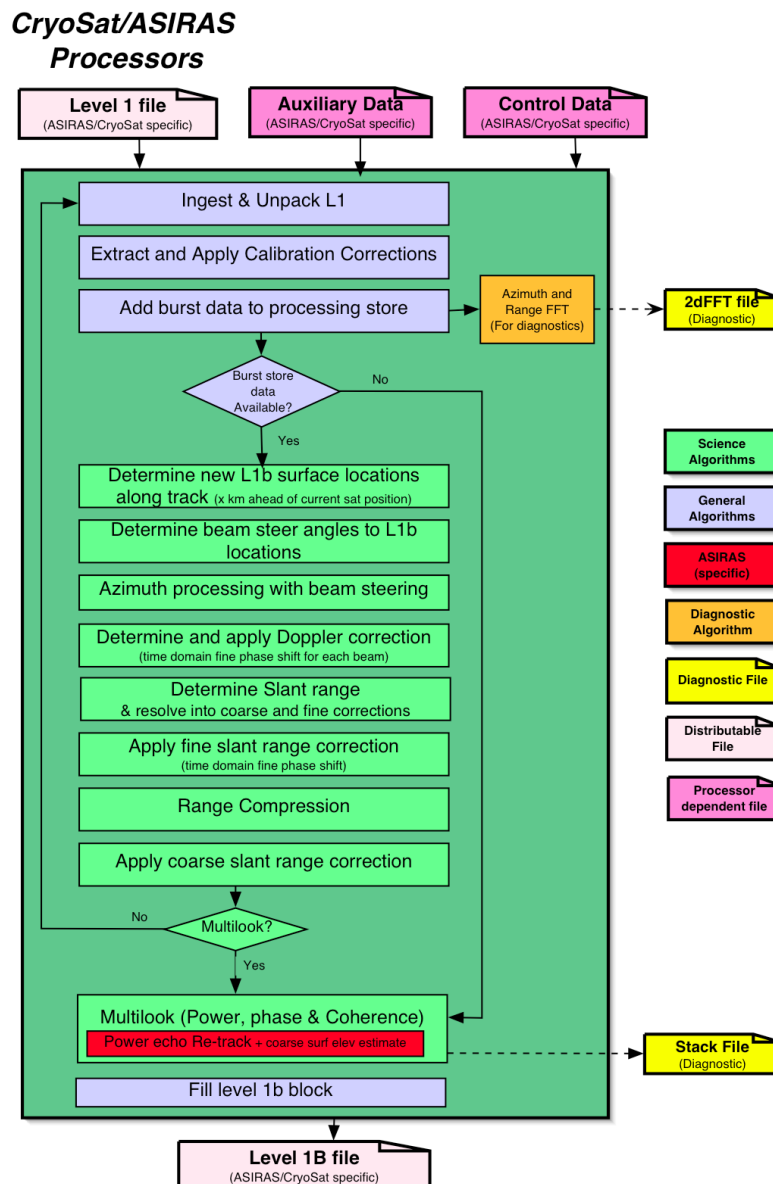 CryoSat/ASIRAS
Processors
Level 1 file
(ASIRAS/CryoSat specific)
Auxiliary Data
(ASIRAS/CryoSat specific)
Control Data
(ASIRAS/CryoSat specific)
Ingest & Unpack L1
Extract and Apply Calibration Corrections
Add burst data to processing store
Azimuth and
Range FFT
(For diagnostics)
2dFFT file
(Diagnostic)
Burst store
data
Available?
No
Yes
Determine new L1b surface locations
along track (x km ahead of current sat position)
Determine beam steer angles to L1b
locations
Azimuth processing with beam steering
Determine and apply Doppler correction
(time domain fine phase shift for each beam)
Determine Slant range
& resolve into coarse and fine corrections
Apply fine slant range correction
(time domain fine phase shift)
Range Compression
Apply coarse slant range correction
No
Multilook?
Yes
Multilook (Power, phase & Coherence)
Power echo Re-track + coarse surf elev estimate
Stack File
(Diagnostic)
Fill level 1b block
Level 1B file
(ASIRAS/CryoSat specific)
Science
Algorithms
General
Algorithms
ASIRAS
(specific)
Diagnostic
Algorithm
Diagnostic File
Distributable
File
Processor
dependent file